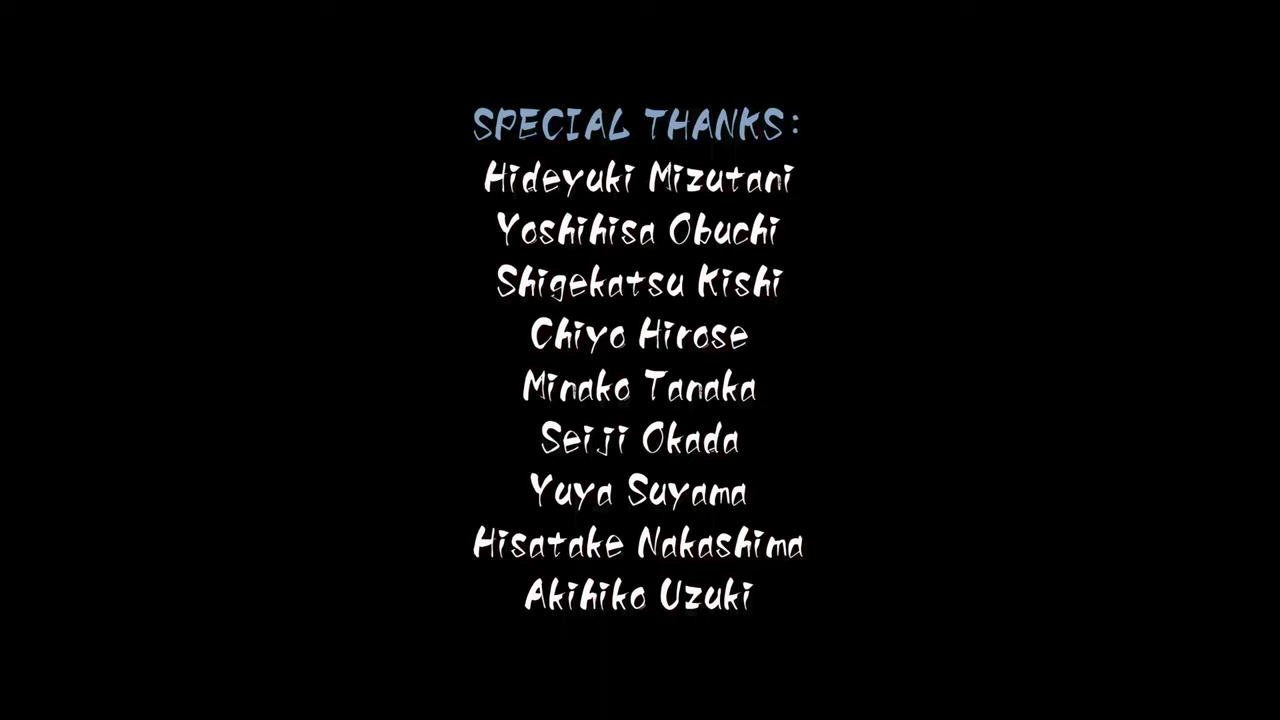 SPECIAL THANKS:
Hideyuki Mizutani
Yoshihisa Obuchi
Shigekatsu Kishi
Chiyo Hirose
Minako Tanaka
Seiji Okada
Yuya Suyama
Hisatake Nakashima
Akihiko Uzuki